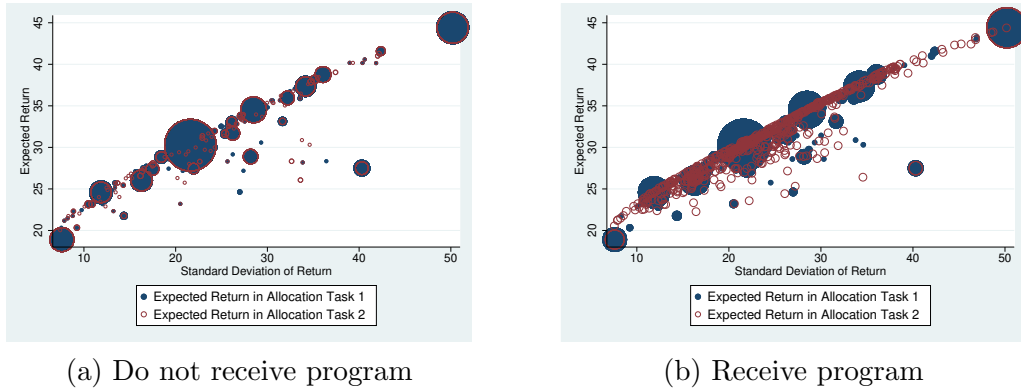 45
40
35
30
25
20
Expected Return
10 20 30 40 50
Standard Deviation of Return
Expected Return in Allocation Task 1
Expected Return in Allocation Task 2
(a) Do not receive program
45
40
35
30
25
20
Expected Return
10 20 30 40 50
Standard Deviation of Return
Expected Return in Allocation Task 1
Expected Return in Allocation Task 2
(b) Receive program